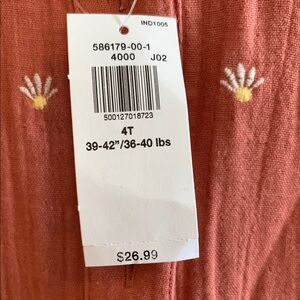 IND1005
586179-00-1
4000 J02
500127018723
4T
39-42"/36-40 lbs
$26.99